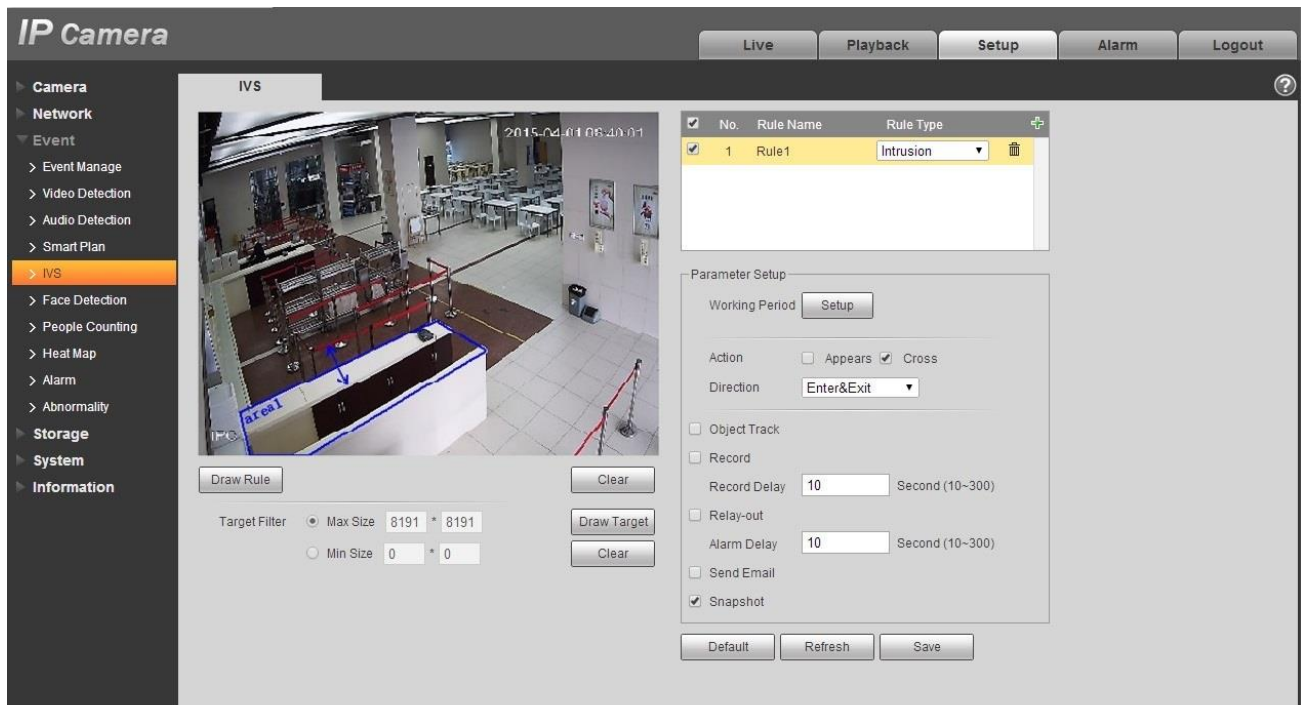 IP Camera
Live Playback Setup Alarm Logout
Camera
Network
Event
Event Manage
Video Detection
Audio Detection
Smart Plan
IVS
Face Detection
People Counting
Heat Map
Alarm
Abnormality
Storage
System
Information
IVS
2015-04-01 06:40:01
area1
IPC
Draw Rule Clear
Target Filter Max Size 8191 * 8191 Draw Target
Min Size 0 * 0 Clear
No. Rule Name Rule Type
1 Rule1 Intrusion
Parameter Setup
Working Period Setup
Action Appears Cross
Direction Enter&Exit
Object Track
Record
Record Delay 10 Second (10~300)
Relay-out
Alarm Delay 10 Second (10~300)
Send Email
Snapshot
Default Refresh Save